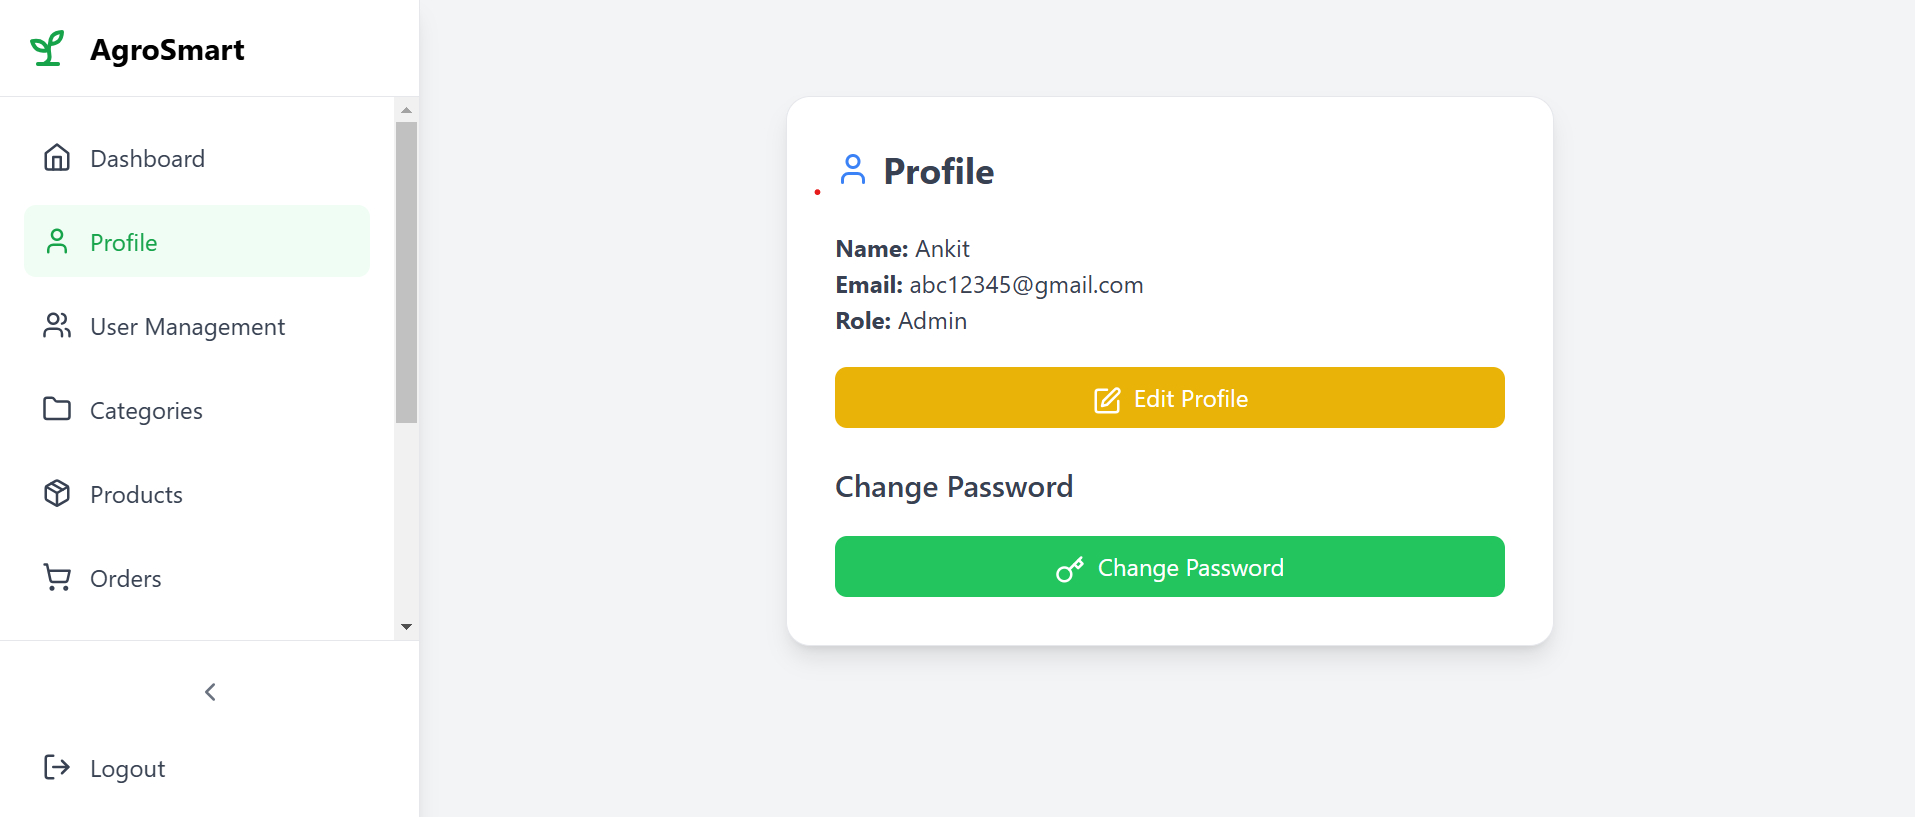 AgroSmart
Dashboard
Profile
User Management
Categories
Products
Orders
Logout
Profile
Name: Ankit
Email: abc12345@gmail.com
Role: Admin
Edit Profile
Change Password
Change Password